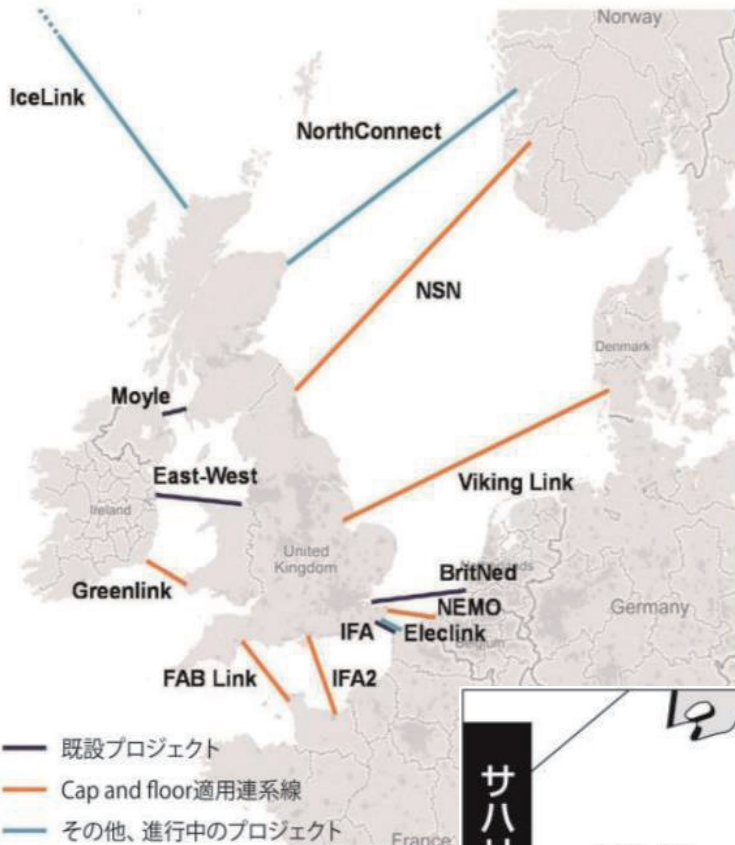 Norway
IceLink
NorthConnect
NSN
Denmark
Moyle
East-West
Viking Link
Ireland
United
Kingdom
BritNed
Greenlink
NEMO
Germany
IFA
Eleclink
Belgium
FAB Link
IFA2
既設プロジェクト
Cap and floor適用連系線
その他、進行中のプロジェクト
France
サハ